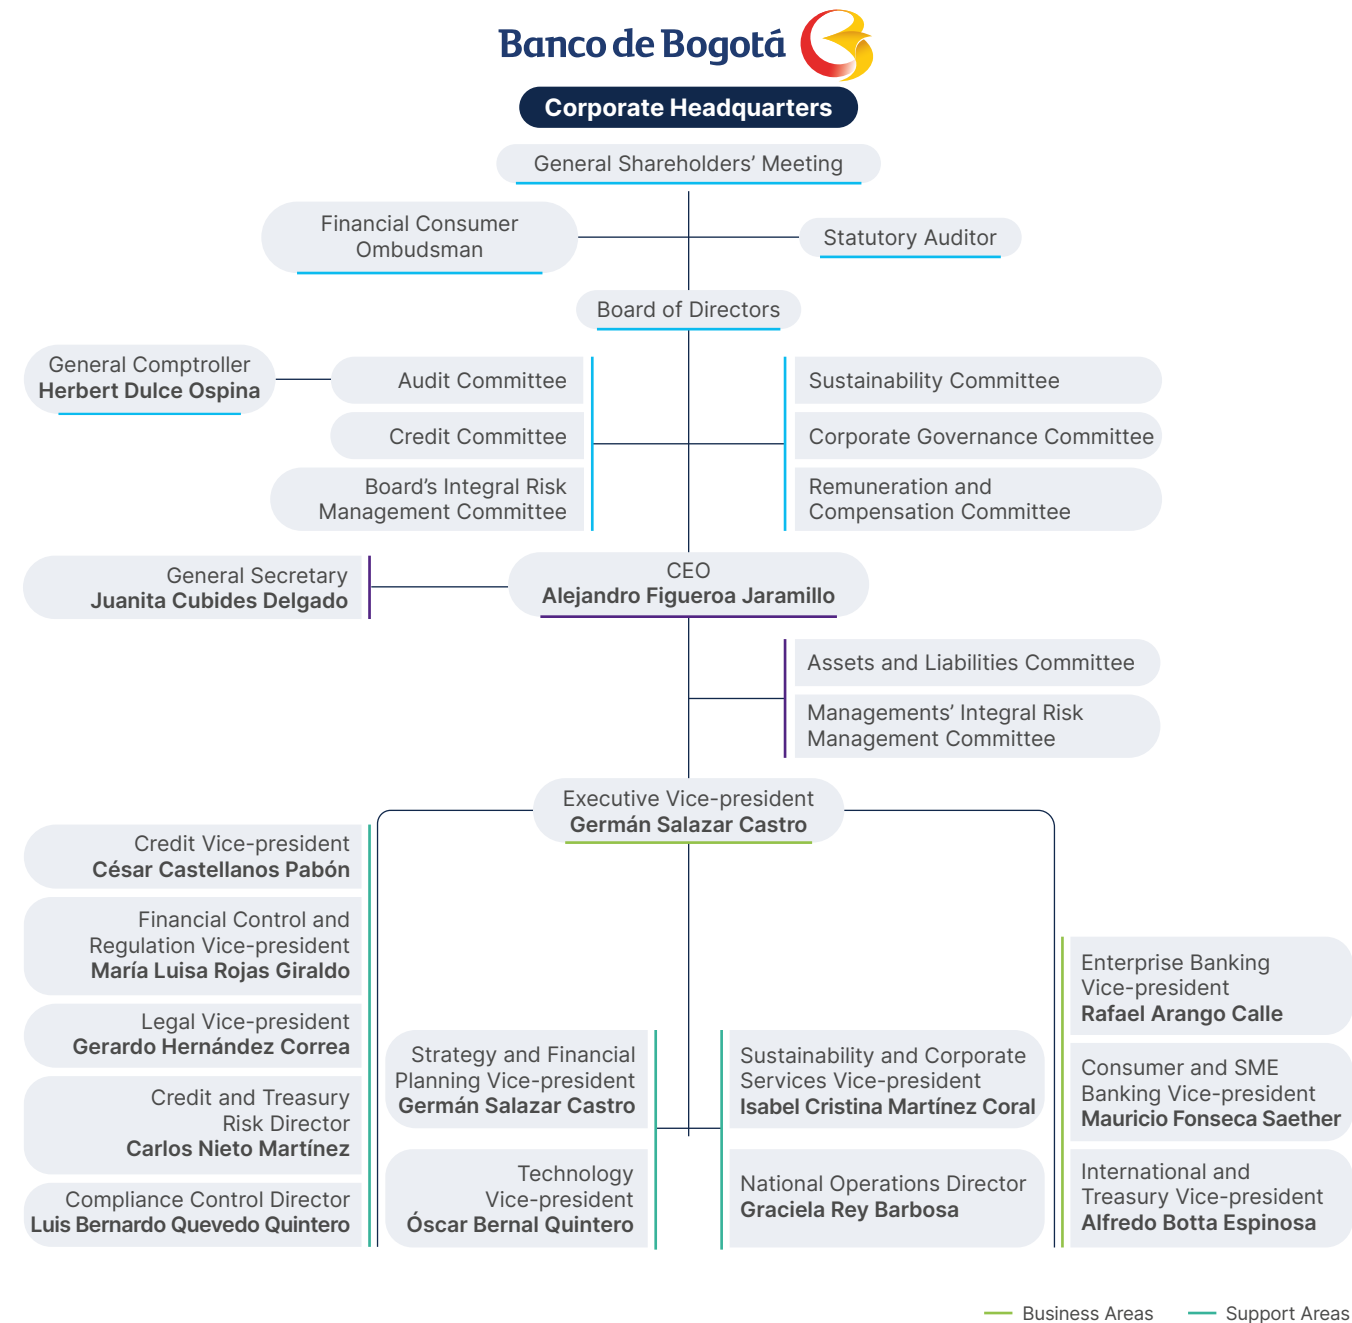 Banco de Bogotá
Corporate Headquarters
General Shareholders’ Meeting
Financial Consumer
Ombudsman
Statutory Auditor
Board of Directors
General Comptroller
Herbert Dulce Ospina
Audit Committee
Credit Committee
Board’s Integral Risk
Management Committee
Sustainability Committee
Corporate Governance Committee
Remuneration and
Compensation Committee
General Secretary
Juanita Cubides Delgado
CEO
Alejandro Figueroa Jaramillo
Assets and Liabilities Committee
Managements’ Integral Risk
Management Committee
Executive Vice-president
Germán Salazar Castro
Credit Vice-president
César Castellanos Pabón
Financial Control and
Regulation Vice-president
María Luisa Rojas Giraldo
Legal Vice-president
Gerardo Hernández Correa
Credit and Treasury
Risk Director
Carlos Nieto Martínez
Compliance Control Director
Luis Bernardo Quevedo Quintero
Strategy and Financial
Planning Vice-president
Germán Salazar Castro
Technology
Vice-president
Óscar Bernal Quintero
Sustainability and Corporate
Services Vice-president
Isabel Cristina Martínez Coral
National Operations Director
Graciela Rey Barbosa
Enterprise Banking
Vice-president
Rafael Arango Calle
Consumer and SME
Banking Vice-president
Mauricio Fonseca Saether
International and
Treasury Vice-president
Alfredo Botta Espinosa
Business Areas
Support Areas